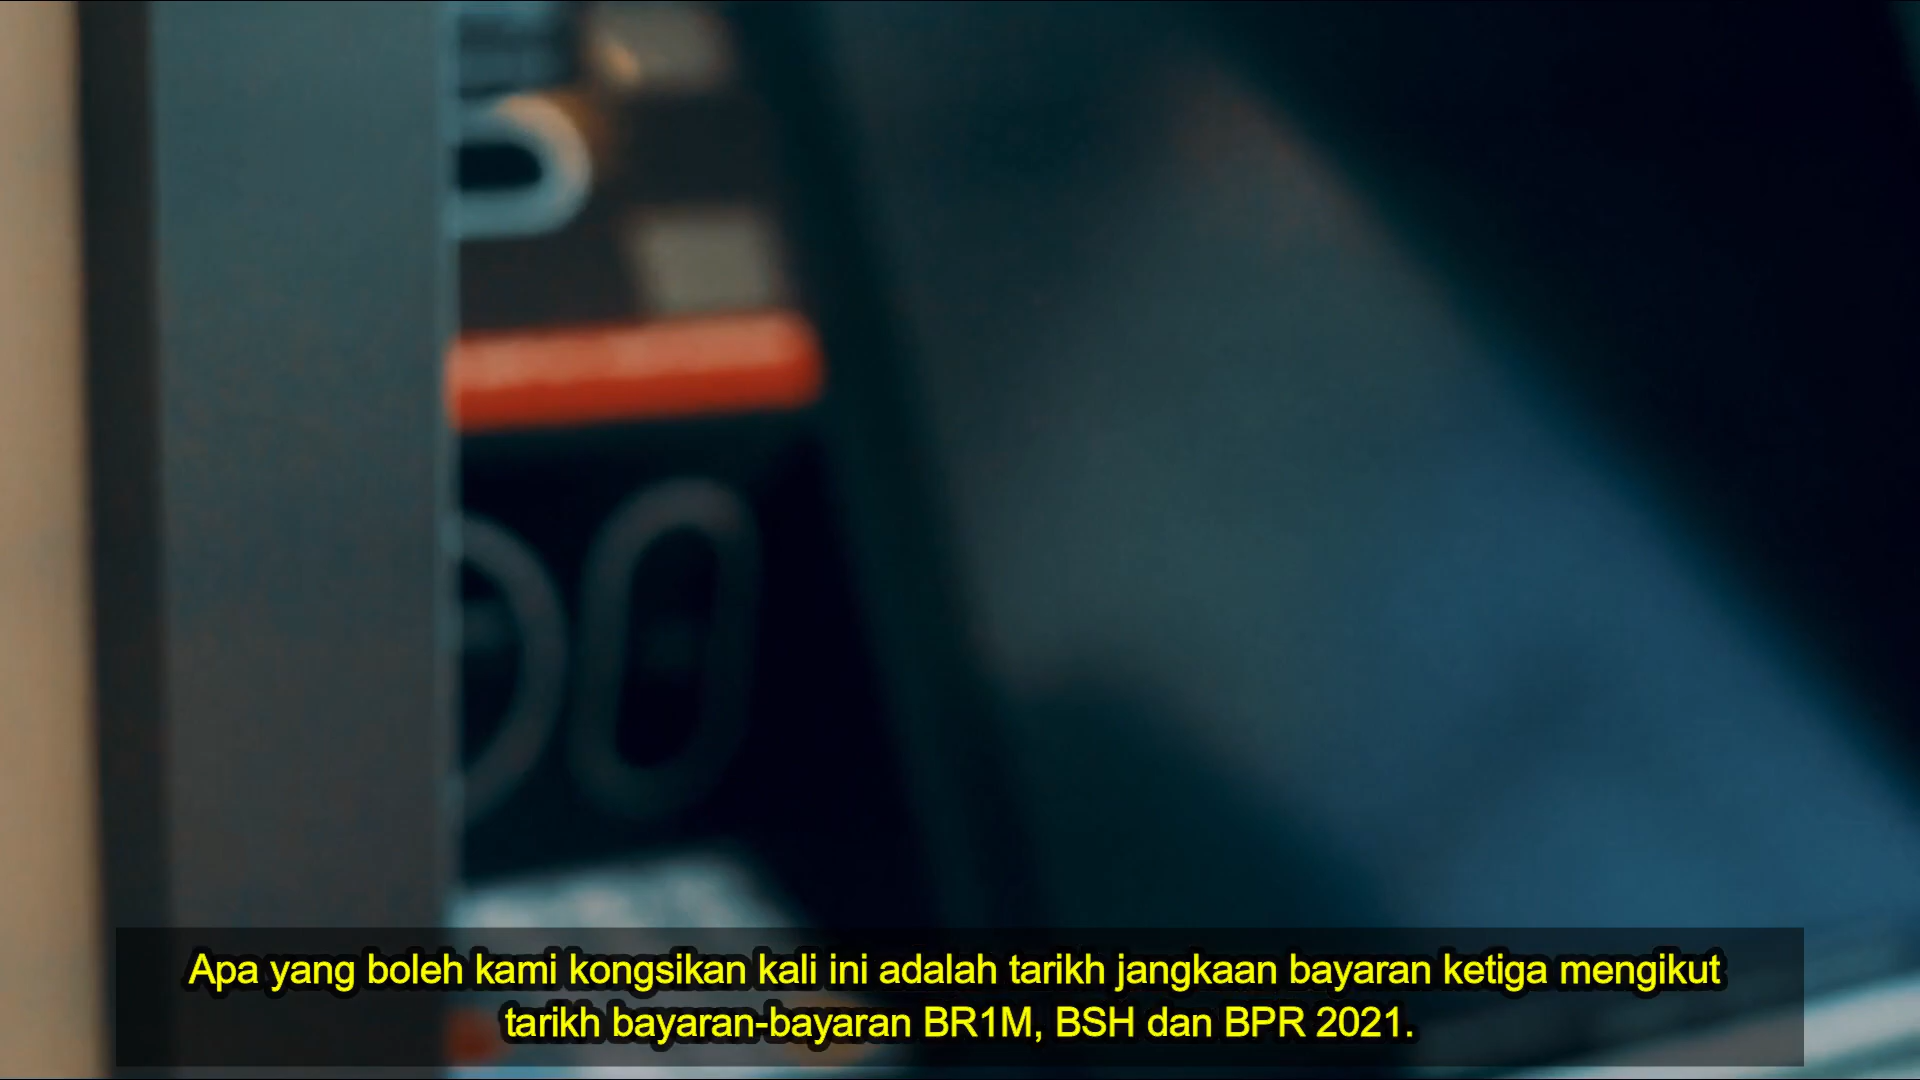 Apa yang boleh kami kongsikan kali ini adalah tarikh jangkaan bayaran ketiga mengikut
tarikh bayaran-bayaran BR1M, BSH dan BPR 2021.